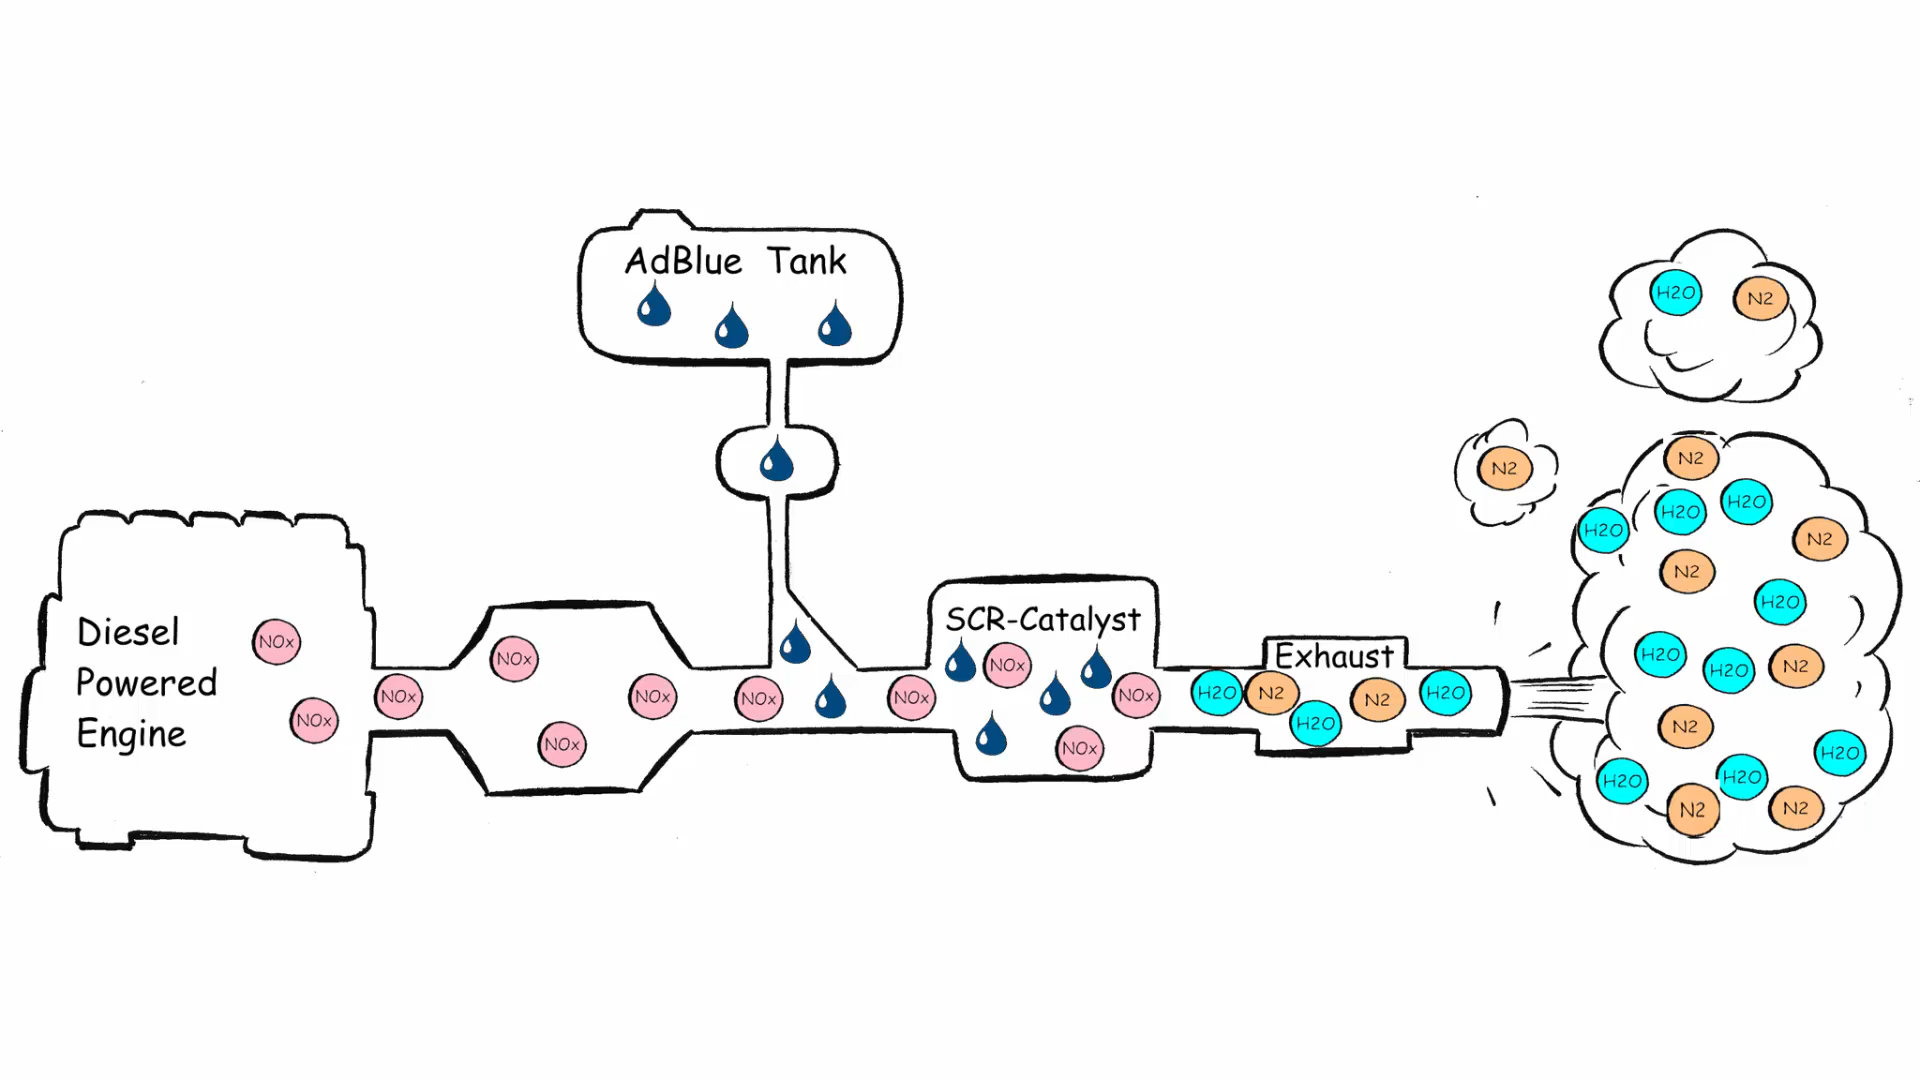 AdBlue Tank
Diesel
Powered
Engine
NOx
NOx
NOx
NOx
NOx
NOx
NOx
NOx
SCR-Catalyst
NOx
NOx
NOx
Exhaust
H2O
N2
H2O
N2
H2O
H2O
N2
N2
N2
H2O
H2O
H2O
N2
N2
H2O
H2O
H2O
N2
N2
H2O
H2O
H2O
N2
N2